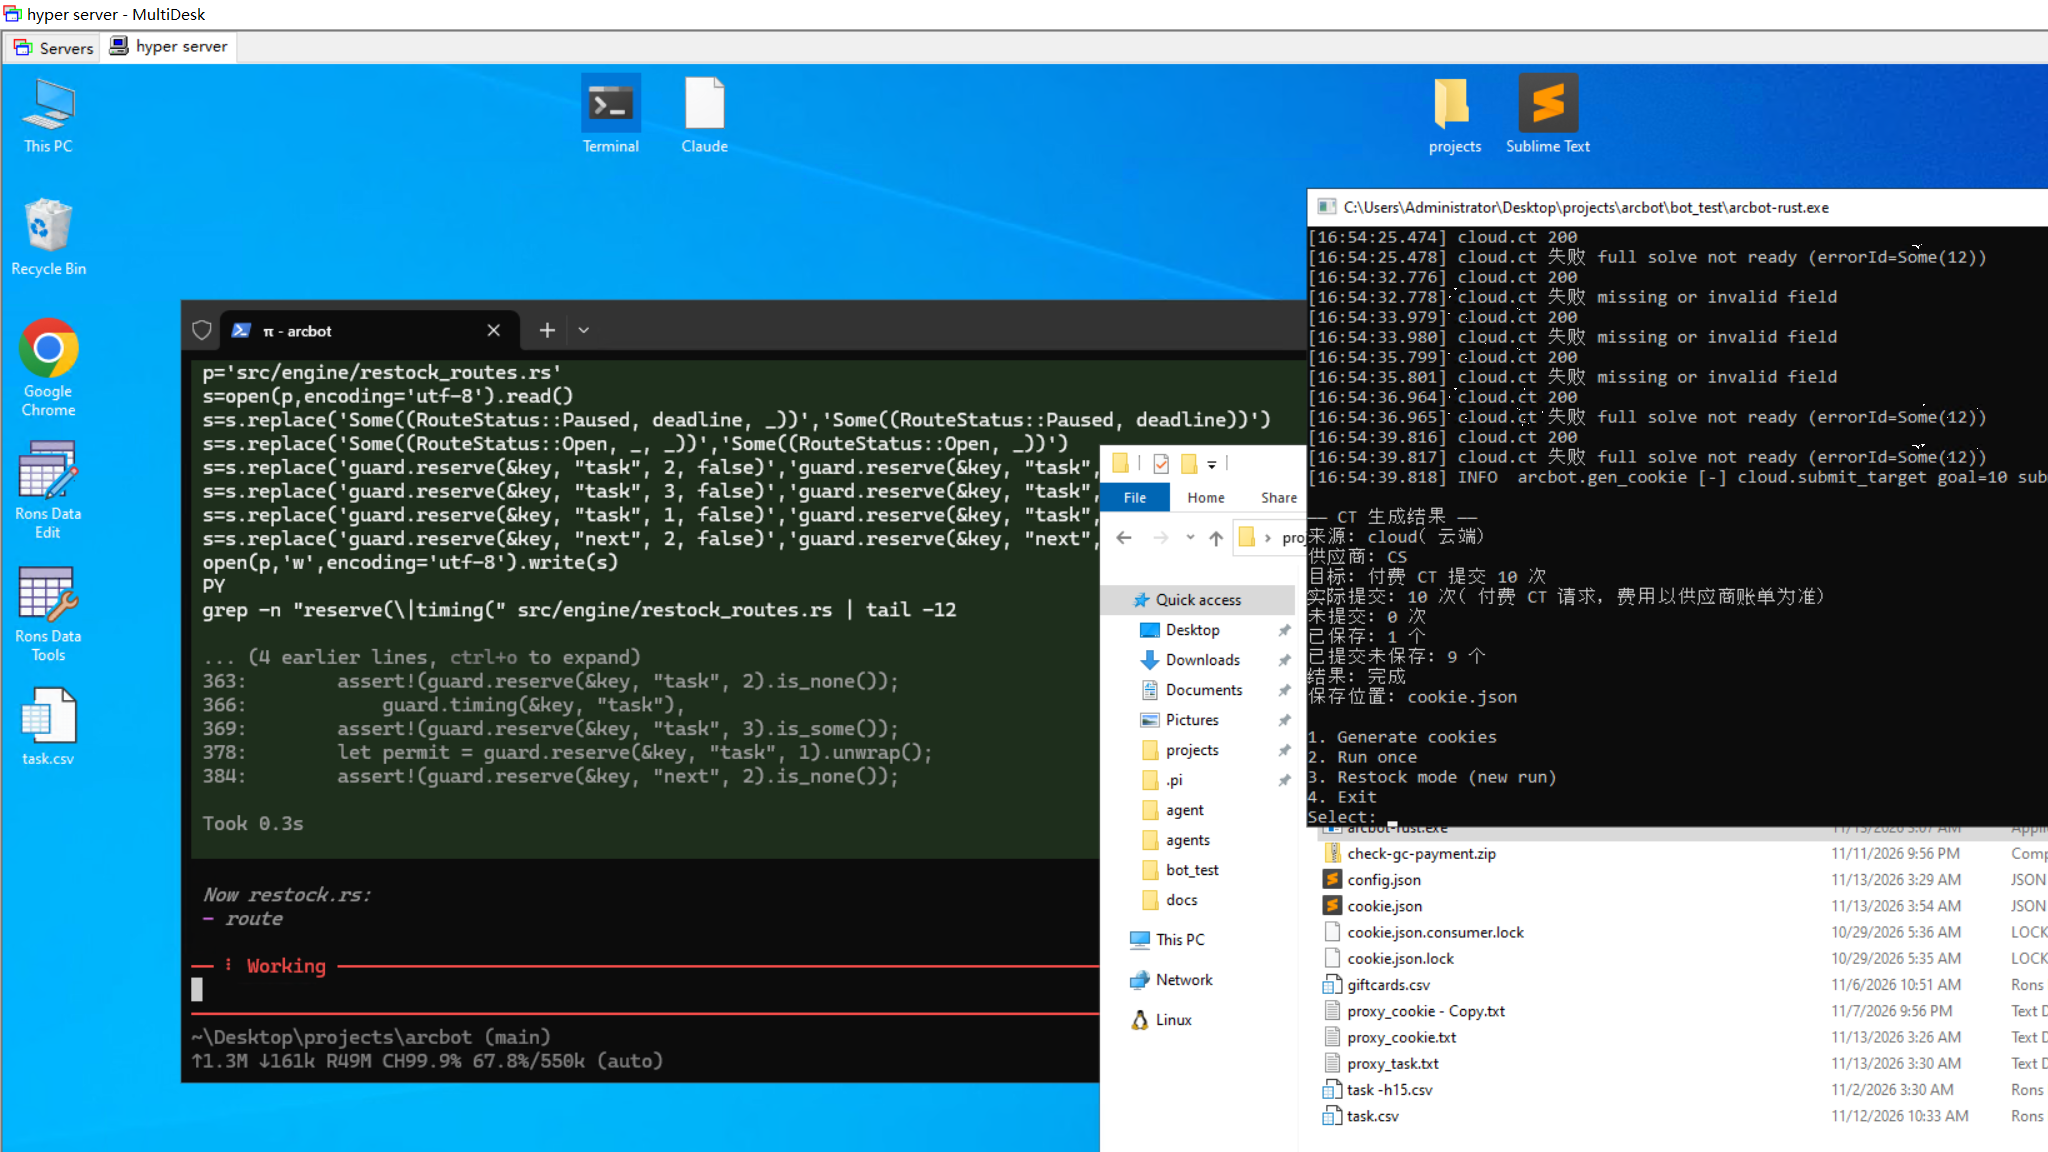 hyper server - MultiDesk
Servers
hyper server
This PC
Recycle Bin
Google
Chrome
Rons Data
Edit
Rons Data
Tools
task.csv
Terminal
Claude
projects
Sublime Text
π - arcbot
p='src/engine/restock_routes.rs'
s=open(p,encoding='utf-8').read()
s=s.replace('Some((RouteStatus::Paused, deadline, _))','Some((RouteStatus::Paused, deadline))')
s=s.replace('Some((RouteStatus::Open, _, _))','Some((RouteStatus::Open, _))')
s=s.replace('guard.reserve(&key, "task", 2, false)','guard.reserve(&key, "task",
s=s.replace('guard.reserve(&key, "task", 3, false)','guard.reserve(&key, "task",
s=s.replace('guard.reserve(&key, "task", 1, false)','guard.reserve(&key, "task",
s=s.replace('guard.reserve(&key, "next", 2, false)','guard.reserve(&key, "next",
open(p,'w',encoding='utf-8').write(s)
PY
grep -n "reserve(\|timing(" src/engine/restock_routes.rs | tail -12
... (4 earlier lines, ctrl+o to expand)
363: assert!(guard.reserve(&key, "task", 2).is_none());
366: guard.timing(&key, "task"),
369: assert!(guard.reserve(&key, "task", 3).is_some());
378: let permit = guard.reserve(&key, "task", 1).unwrap();
384: assert!(guard.reserve(&key, "next", 2).is_none());
Took 0.3s
Now restock.rs:
- route
Working
~\Desktop\projects\arcbot (main)
↑1.3M ↓161k R49M CH99.9% 67.8%/550k (auto)
File Home Share
Quick access
Desktop
Downloads
Documents
Pictures
projects
.pi
agent
agents
bot_test
docs
This PC
Network
Linux
C:\Users\Administrator\Desktop\projects\arcbot\bot_test\arcbot-rust.exe
[16:54:25.474] cloud.ct 200
[16:54:25.478] cloud.ct 失败 full solve not ready (errorId=Some(12))
[16:54:32.776] cloud.ct 200
[16:54:32.778] cloud.ct 失败 missing or invalid field
[16:54:33.979] cloud.ct 200
[16:54:33.980] cloud.ct 失败 missing or invalid field
[16:54:35.799] cloud.ct 200
[16:54:35.801] cloud.ct 失败 missing or invalid field
[16:54:36.964] cloud.ct 200
[16:54:36.965] cloud.ct 失败 full solve not ready (errorId=Some(12))
[16:54:39.816] cloud.ct 200
[16:54:39.817] cloud.ct 失败 full solve not ready (errorId=Some(12))
[16:54:39.818] INFO arcbot.gen_cookie [-] cloud.submit_target goal=10 sub
—— CT 生成结果 ——
来源: cloud( 云端)
供应商: CS
目标: 付费 CT 提交 10 次
实际提交: 10 次( 付费 CT 请求, 费用以供应商账单为准)
未提交: 0 次
已保存: 1 个
已提交未保存: 9 个
结果: 完成
保存位置: cookie.json
1. Generate cookies
2. Run once
3. Restock mode (new run)
4. Exit
Select:
arcbot-rust.exe 11/13/2026 3:07 AM Appli
check-gc-payment.zip 11/11/2026 9:56 PM Comp
config.json 11/13/2026 3:29 AM JSON
cookie.json 11/13/2026 3:54 AM JSON
cookie.json.consumer.lock 10/29/2026 5:36 AM LOCK
cookie.json.lock 10/29/2026 5:35 AM LOCK
giftcards.csv 11/6/2026 10:51 AM Rons
proxy_cookie - Copy.txt 11/7/2026 9:56 PM Text D
proxy_cookie.txt 11/13/2026 3:26 AM Text D
proxy_task.txt 11/13/2026 3:30 AM Text D
task -h15.csv 11/2/2026 3:30 AM Rons
task.csv 11/12/2026 10:33 AM Rons